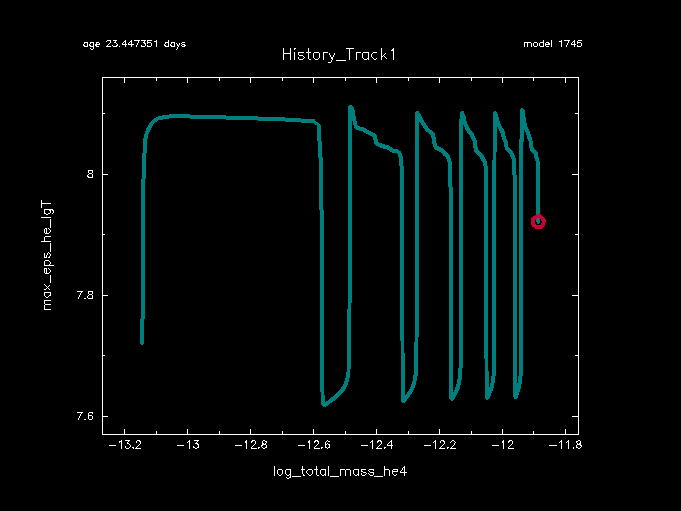 age 23.447351 days
model 1745
History_Track1
8
7.8
7.6
max_eps_he_lgT
-13.2 -13 -12.8 -12.6 -12.4 -12.2 -12 -11.8
log_total_mass_he4